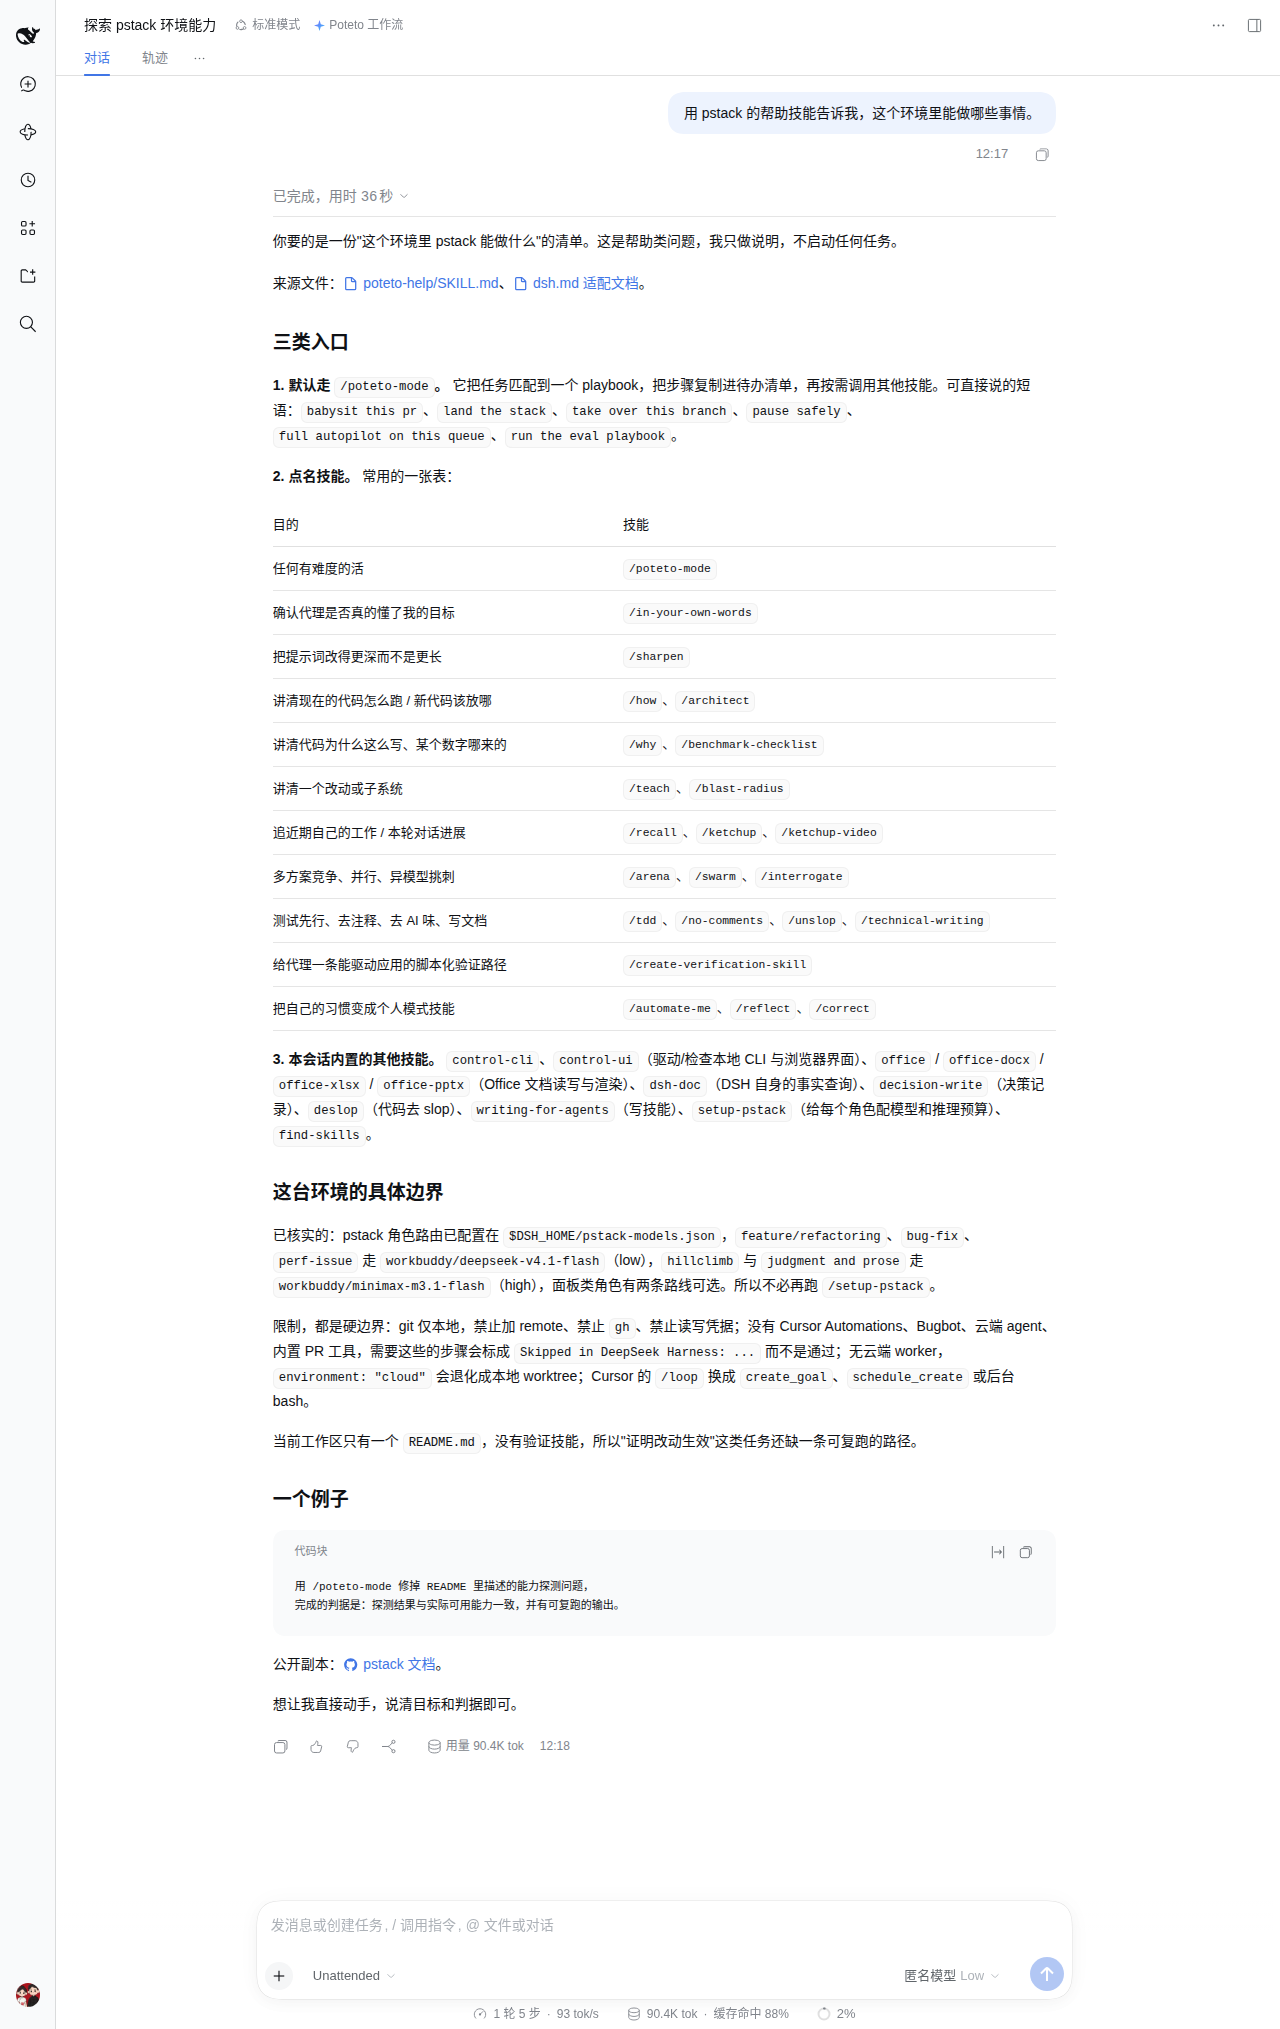 探索 pstack 环境能力 标准模式 Poteto 工作流
对话 轨迹 ···
用 pstack 的帮助技能告诉我，这个环境里能做哪些事情。
12:17
已完成，用时 36 秒
你要的是一份"这个环境里 pstack 能做什么"的清单。这是帮助类问题，我只做说明，不启动任何任务。
来源文件： poteto-help/SKILL.md、 dsh.md 适配文档。
三类入口
1. 默认走 /poteto-mode 。 它把任务匹配到一个 playbook，把步骤复制进待办清单，再按需调用其他技能。可直接说的短
语： babysit this pr 、 land the stack 、 take over this branch 、 pause safely 、
full autopilot on this queue 、 run the eval playbook 。
2. 点名技能。 常用的一张表：
目的 技能
任何有难度的活 /poteto-mode
确认代理是否真的懂了我的目标 /in-your-own-words
把提示词改得更深而不是更长 /sharpen
讲清现在的代码怎么跑 / 新代码该放哪 /how 、 /architect
讲清代码为什么这么写、某个数字哪来的 /why 、 /benchmark-checklist
讲清一个改动或子系统 /teach 、 /blast-radius
追近期自己的工作 / 本轮对话进展 /recall 、 /ketchup 、 /ketchup-video
多方案竞争、并行、异模型挑刺 /arena 、 /swarm 、 /interrogate
测试先行、去注释、去 AI 味、写文档 /tdd 、 /no-comments 、 /unslop 、 /technical-writing
给代理一条能驱动应用的脚本化验证路径 /create-verification-skill
把自己的习惯变成个人模式技能 /automate-me 、 /reflect 、 /correct
3. 本会话内置的其他技能。 control-cli 、 control-ui （驱动/检查本地 CLI 与浏览器界面）、 office / office-docx /
office-xlsx / office-pptx （Office 文档读写与渲染）、 dsh-doc （DSH 自身的事实查询）、 decision-write （决策记
录）、 deslop （代码去 slop）、 writing-for-agents （写技能）、 setup-pstack （给每个角色配模型和推理预算）、
find-skills 。
这台环境的具体边界
已核实的：pstack 角色路由已配置在 $DSH_HOME/pstack-models.json ， feature/refactoring 、 bug-fix 、
perf-issue 走 workbuddy/deepseek-v4.1-flash （low）， hillclimb 与 judgment and prose 走
workbuddy/minimax-m3.1-flash （high），面板类角色有两条路线可选。所以不必再跑 /setup-pstack 。
限制，都是硬边界：git 仅本地，禁止加 remote、禁止 gh 、禁止读写凭据；没有 Cursor Automations、Bugbot、云端 agent、
内置 PR 工具，需要这些的步骤会标成 Skipped in DeepSeek Harness: ... 而不是通过；无云端 worker，
environment: "cloud" 会退化成本地 worktree；Cursor 的 /loop 换成 create_goal 、 schedule_create 或后台
bash。
当前工作区只有一个 README.md ，没有验证技能，所以"证明改动生效"这类任务还缺一条可复跑的路径。
一个例子
代码块
用 /poteto-mode 修掉 README 里描述的能力探测问题，
完成的判据是：探测结果与实际可用能力一致，并有可复跑的输出。
公开副本： pstack 文档。
想让我直接动手，说清目标和判据即可。
用量 90.4K tok 12:18
发消息或创建任务，/ 调用指令，@ 文件或对话
Unattended 匿名模型 Low
1 轮 5 步 · 93 tok/s 90.4K tok · 缓存命中 88% 2%